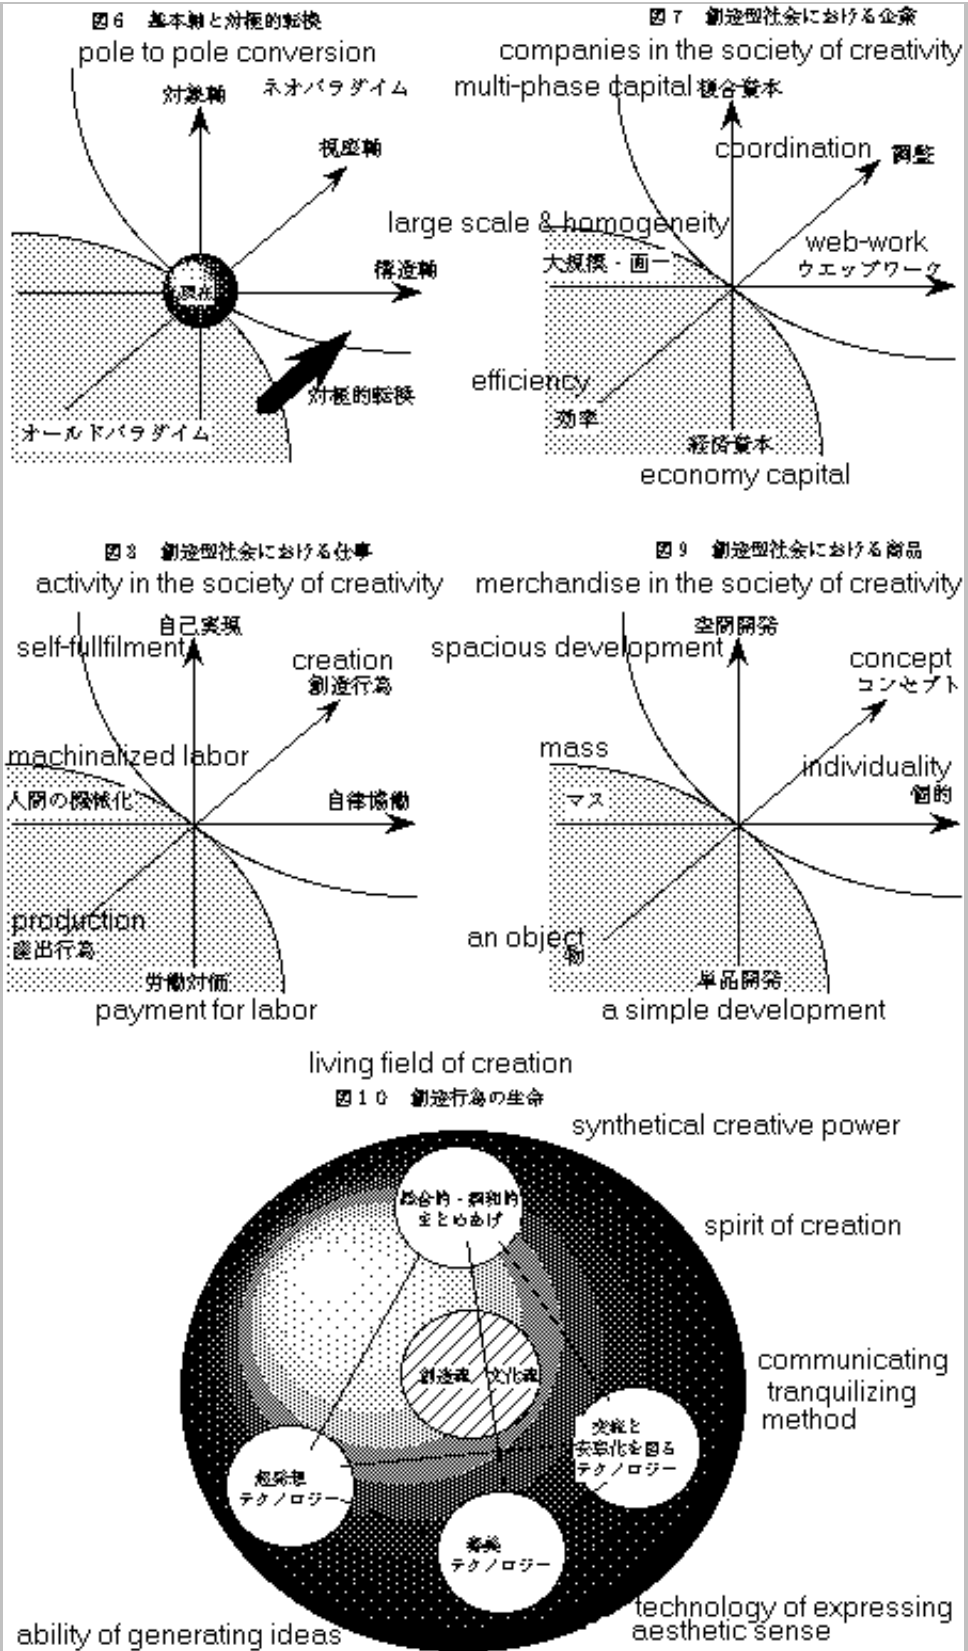 図6 基本軸と対極的転換
pole to pole conversion
対象軸
ネオパラダイム
視座軸
構造軸
現在
対極的転換
オールドパラダイム
図7 創造型社会における企業
companies in the society of creativity
multi-phase capital 複合資本
coordination 調整
large scale & homogeneity
大規模・画一
web-work
ウエッブワーク
efficiency
効率
経済資本
economy capital
図8 創造型社会における仕事
activity in the society of creativity
自己実現
self-fullfilment
creation
創造行為
machinalized labor
人間の機械化
自律協働
production
産出行為
労働対価
payment for labor
図9 創造型社会における商品
merchandise in the society of creativity
空間開発
spacious development
concept
コンセプト
mass
マス
individuality
個的
an object
物
単品開発
a simple development
living field of creation
図10 創造行為の生命
synthetical creative power
総合的・調和的
まとめあげ
spirit of creation
創造魂 文化魂
communicating
tranquilizing
method
交縁と
安寧化を図る
テクノロジー
超発想
テクノロジー
テクノロジー
technology of expressing
aesthetic sense
ability of generating ideas